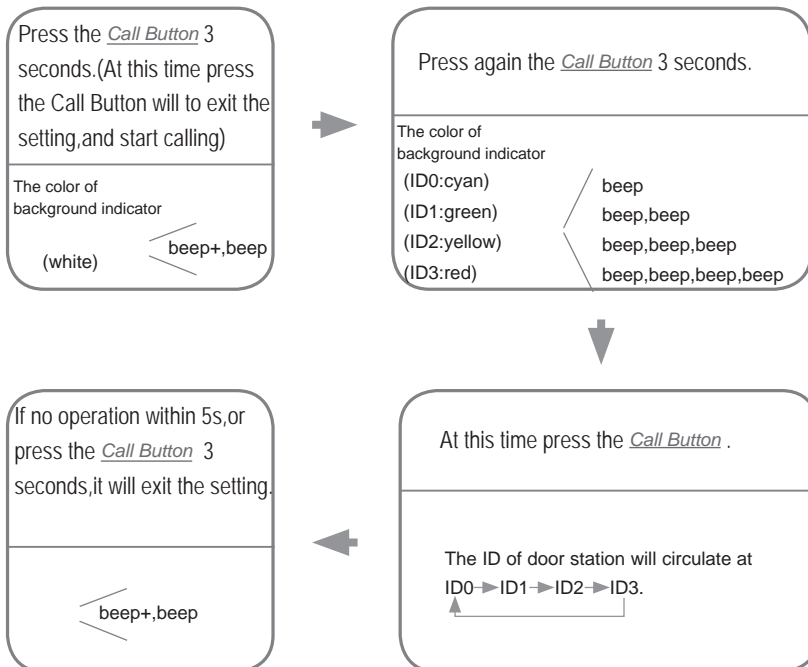 Press the Call Button 3
seconds.(At this time press
the Call Button will to exit the
setting,and start calling)
The color of
background indicator
(white)
beep+,beep
Press again the Call Button 3 seconds.
The color of
background indicator
(ID0:cyan)
beep
(ID1:green)
beep,beep
(ID2:yellow)
beep,beep,beep
(ID3:red)
beep,beep,beep,beep
At this time press the Call Button .
The ID of door station will circulate at
ID0 ID1 ID2 ID3.
If no operation within 5s,or
press the Call Button 3
seconds,it will exit the setting.
beep+,beep